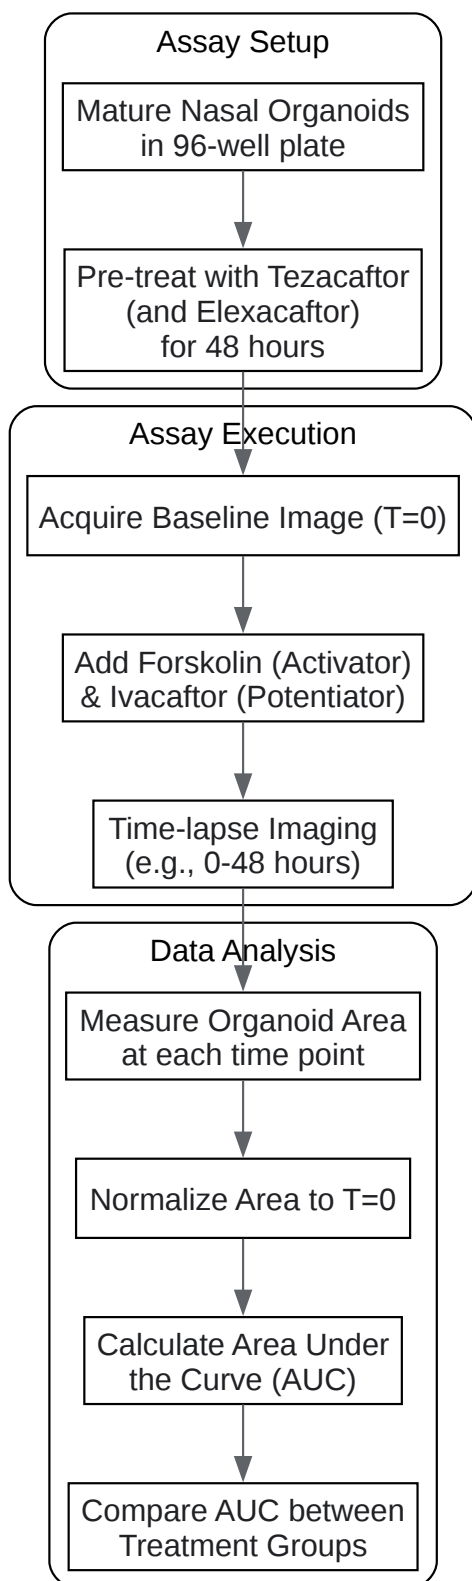 Assay Setup
Mature Nasal Organoids
in 96-well plate
Pre-treat with Tezacaftor
(and Elexacaftor)
for 48 hours
Assay Execution
Acquire Baseline Image (T=0)
Add Forskolin (Activator)
& Ivacaftor (Potentiator)
Time-lapse Imaging
(e.g., 0-48 hours)
Data Analysis
Measure Organoid Area
at each time point
Normalize Area to T=0
Calculate Area Under
the Curve (AUC)
Compare AUC between
Treatment Groups